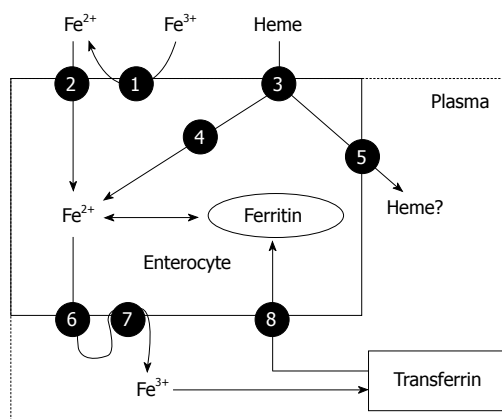 Fe²⁺ Fe³⁺ Heme
2 1 3
Plasma
4
5
Fe²⁺ Ferritin Heme?
Enterocyte
6 7 8
Fe³⁺ Transferrin